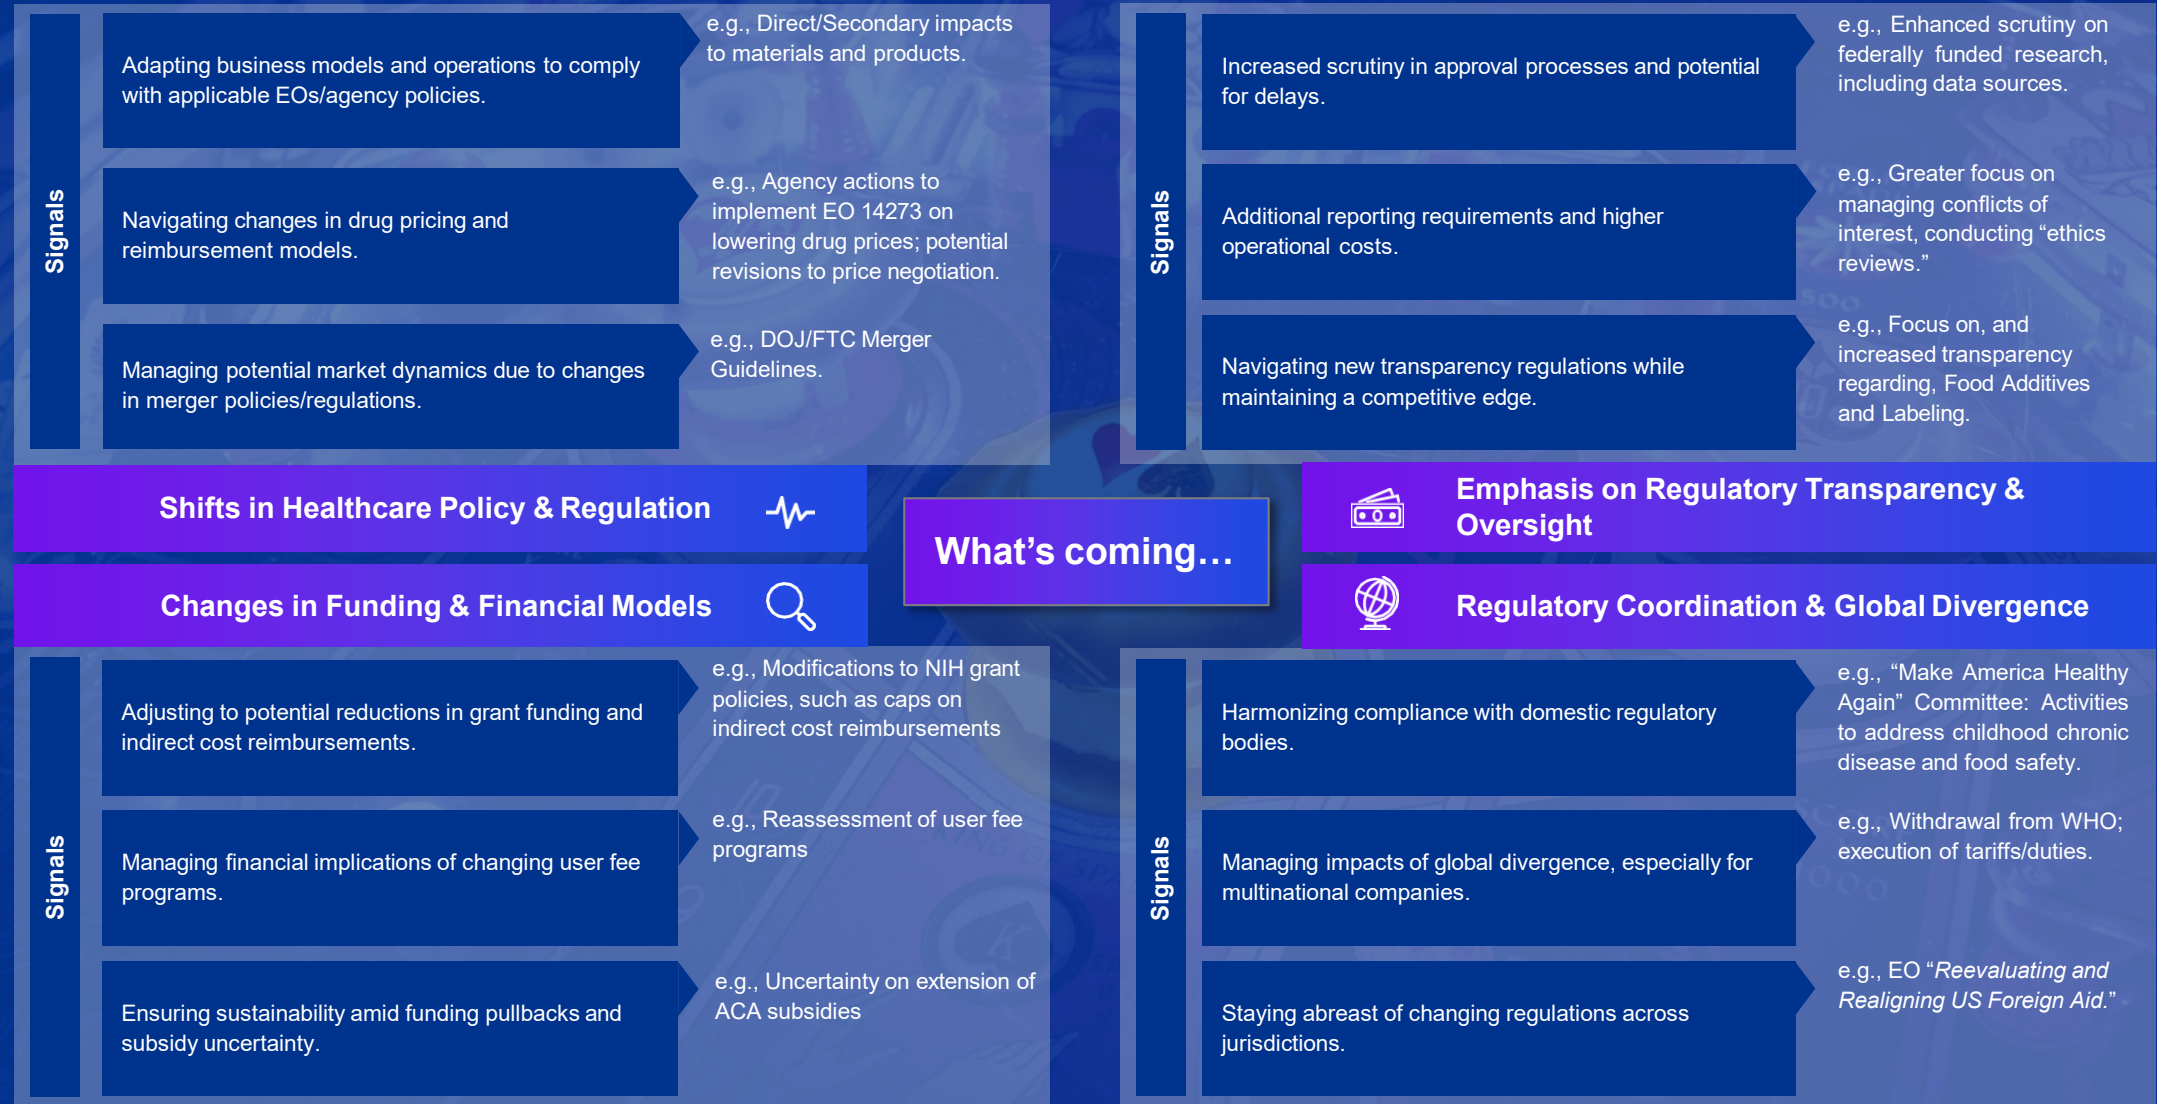 Signals
Adapting business models and operations to comply
with applicable EOs/agency policies.
e.g., Direct/Secondary impacts
to materials and products.
Navigating changes in drug pricing and
reimbursement models.
e.g., Agency actions to
implement EO 14273 on
lowering drug prices; potential
revisions to price negotiation.
Managing potential market dynamics due to changes
in merger policies/regulations.
e.g., DOJ/FTC Merger
Guidelines.
Shifts in Healthcare Policy & Regulation
Signals
Increased scrutiny in approval processes and potential
for delays.
e.g., Enhanced scrutiny on
federally funded research,
including data sources.
Additional reporting requirements and higher
operational costs.
e.g., Greater focus on
managing conflicts of
interest, conducting “ethics
reviews.”
Navigating new transparency regulations while
maintaining a competitive edge.
e.g., Focus on, and
increased transparency
regarding, Food Additives
and Labeling.
Emphasis on Regulatory Transparency &
Oversight
What’s coming…
Changes in Funding & Financial Models
Signals
Adjusting to potential reductions in grant funding and
indirect cost reimbursements.
e.g., Modifications to NIH grant
policies, such as caps on
indirect cost reimbursements
Managing financial implications of changing user fee
programs.
e.g., Reassessment of user fee
programs
Ensuring sustainability amid funding pullbacks and
subsidy uncertainty.
e.g., Uncertainty on extension of
ACA subsidies
Regulatory Coordination & Global Divergence
Signals
Harmonizing compliance with domestic regulatory
bodies.
e.g., “Make America Healthy
Again” Committee: Activities
to address childhood chronic
disease and food safety.
Managing impacts of global divergence, especially for
multinational companies.
e.g., Withdrawal from WHO;
execution of tariffs/duties.
Staying abreast of changing regulations across
jurisdictions.
e.g., EO “Reevaluating and
Realigning US Foreign Aid.”